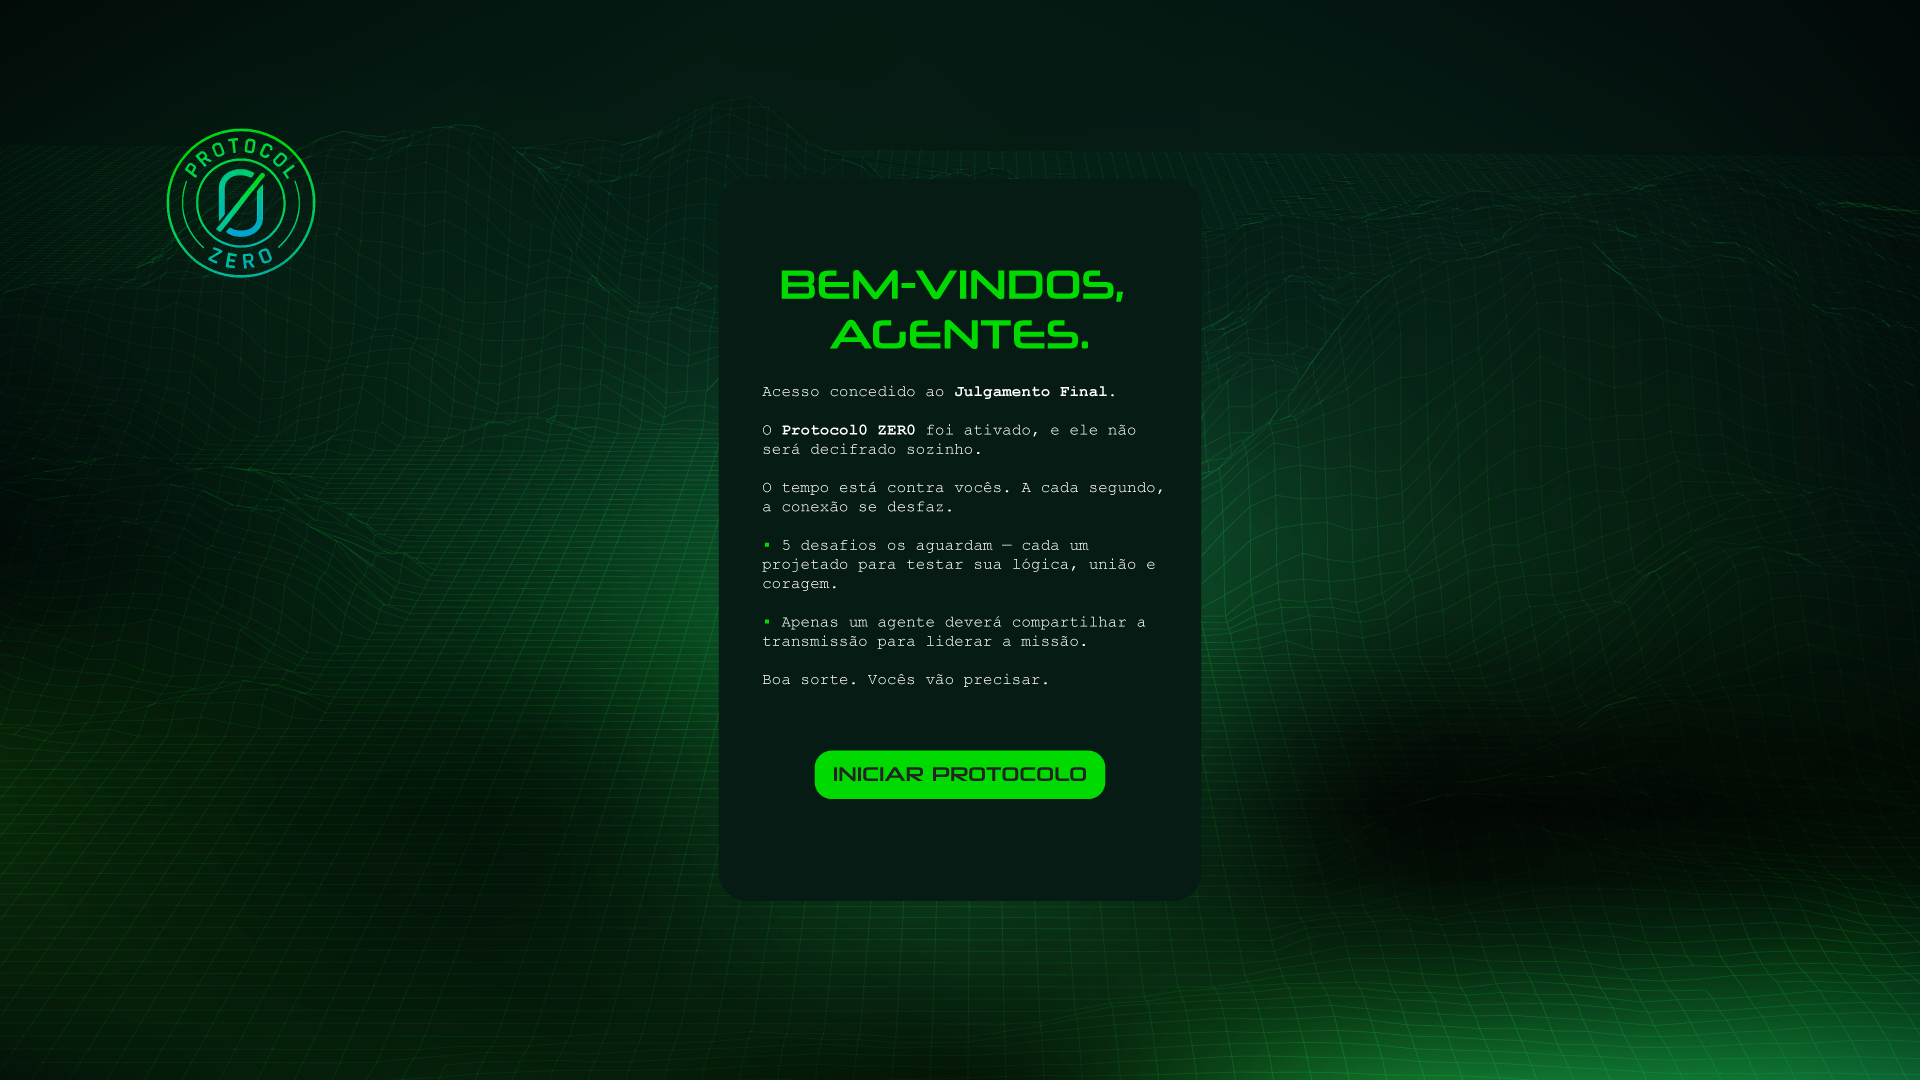 PROTOCOL
0
ZERO
BEM-VINDOS,
AGENTES.
Acesso concedido ao Julgamento Final.
O Protocol0 ZER0 foi ativado, e ele não
será decifrado sozinho.
O tempo está contra vocês. A cada segundo,
a conexão se desfaz.
▪ 5 desafios os aguardam — cada um
projetado para testar sua lógica, união e
coragem.
▪ Apenas um agente deverá compartilhar a
transmissão para liderar a missão.
Boa sorte. Vocês vão precisar.
INICIAR PROTOCOLO